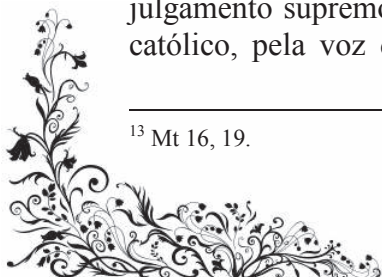 julgamento supremo
católico, pela voz
13 Mt 16, 19.